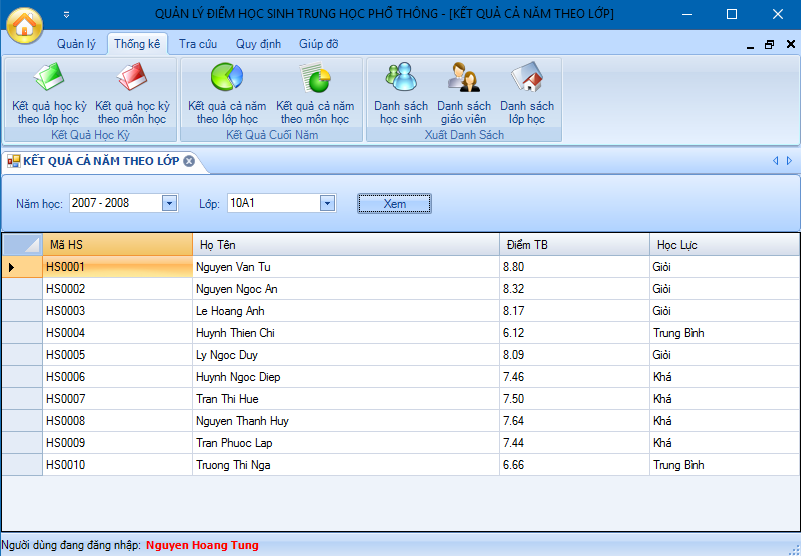 QUẢN LÝ ĐIỂM HỌC SINH TRUNG HỌC PHỔ THÔNG - [KẾT QUẢ CẢ NĂM THEO LỚP]
Quản lý Thống kê Tra cứu Quy định Giúp đỡ
Kết quả học kỳ theo lớp học
Kết quả học kỳ theo môn học
Kết Quả Học Kỳ
Kết quả cả năm theo lớp học
Kết quả cả năm theo môn học
Kết Quả Cuối Năm
Danh sách học sinh
Danh sách giáo viên
Danh sách lớp học
Xuất Danh Sách
KẾT QUẢ CẢ NĂM THEO LỚP
Năm học: 2007 - 2008 Lớp: 10A1 Xem
Mã HS Họ Tên Điểm TB Học Lực
HS0001 Nguyen Van Tu 8.80 Giỏi
HS0002 Nguyen Ngoc An 8.32 Giỏi
HS0003 Le Hoang Anh 8.17 Giỏi
HS0004 Huynh Thien Chi 6.12 Trung Bình
HS0005 Ly Ngoc Duy 8.09 Giỏi
HS0006 Huynh Ngoc Diep 7.46 Khá
HS0007 Tran Thi Hue 7.50 Khá
HS0008 Nguyen Thanh Huy 7.64 Khá
HS0009 Tran Phuoc Lap 7.44 Khá
HS0010 Truong Thi Nga 6.66 Trung Bình
Người dùng đang đăng nhập: Nguyen Hoang Tung